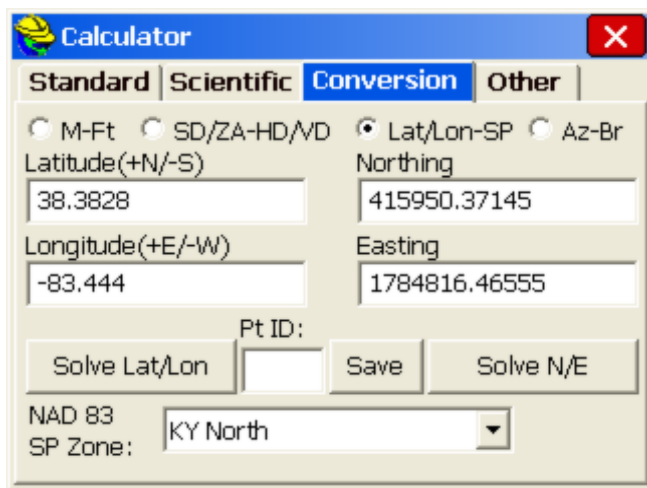 Calculator
Standard Scientific Conversion Other
M-Ft SD/ZA-HD/VD Lat/Lon-SP Az-Br
Latitude(+N/-S) Northing
38.3828 415950.37145
Longitude(+E/-W) Easting
-83.444 1784816.46555
Pt ID:
Solve Lat/Lon Save Solve N/E
NAD 83
SP Zone: KY North